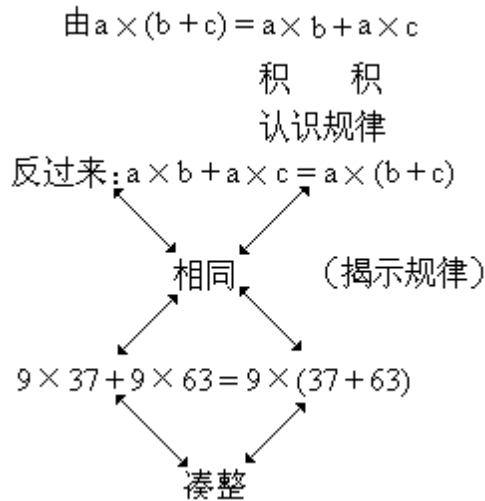 由a×(b+c)=a×b+a×c
积 积
认识规律
反过来:a×b+a×c=a×(b+c)
相同 （揭示规律）
9×37+9×63=9×(37+63)
凑整